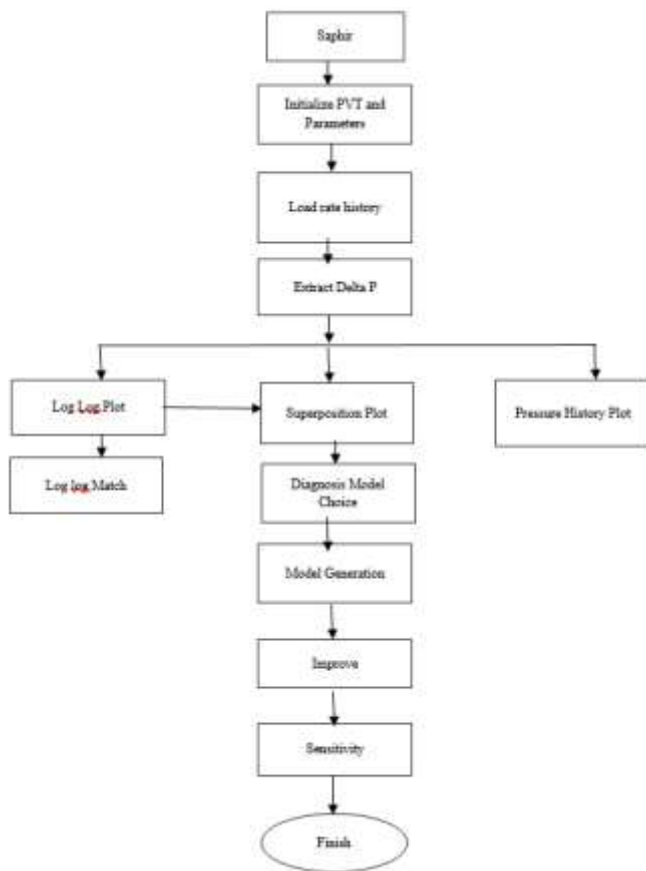 Saphir
Initialize PVT and
Parameters
Load rate history
Extract Delta P
Log Log Plot
Superposition Plot
Pressure History Plot
Log log Match
Diagnosis Model
Choice
Model Generation
Improve
Sensitivity
Finish